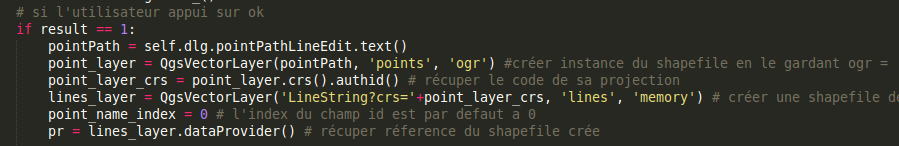 # si l'utilisateur appui sur ok
if result == 1:
pointPath = self.dlg.pointPathLineEdit.text()
point_layer = QgsVectorLayer(pointPath, 'points', 'ogr') #créer instance du shapefile en le gardant ogr =
point_layer_crs = point_layer.crs().authid() # récuper le code de sa projection
lines_layer = QgsVectorLayer('LineString?crs='+point_layer_crs, 'lines', 'memory') # créer une shapefile de
point_name_index = 0 # l'index du champ id est par defaut a 0
pr = lines_layer.dataProvider() # récuper réference du shapefile crée